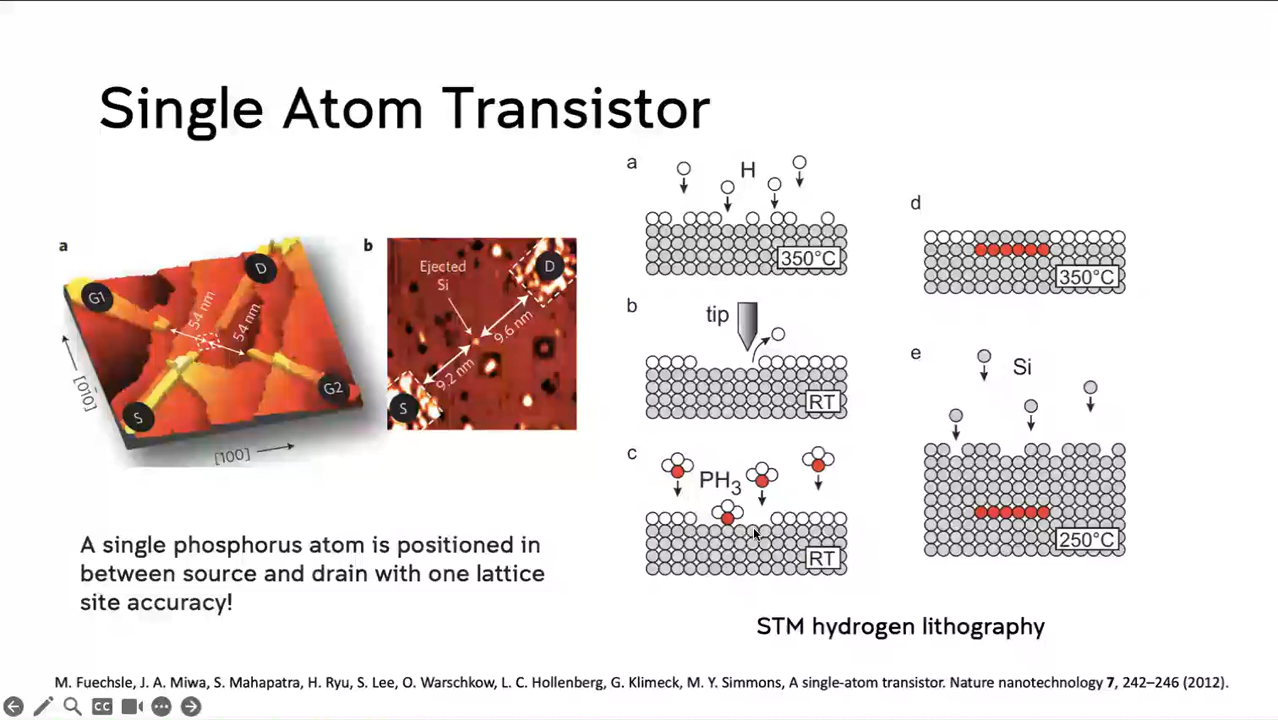 Single Atom Transistor
a
G1
D
54 nm
54 nm
S
G2
[010]
[100]
b
Ejected
Si
D
9.6 nm
9.2 nm
S
a
H
350°C
b
tip
RT
c
PH3
RT
d
350°C
e
Si
250°C
A single phosphorus atom is positioned in
between source and drain with one lattice
site accuracy!
STM hydrogen lithography
M. Fuechsle, J. A. Miwa, S. Mahapatra, H. Ryu, S. Lee, O. Warschkow, L. C. Hollenberg, G. Klimeck, M. Y. Simmons, A single-atom transistor. Nature nanotechnology 7, 242–246 (2012).
CC